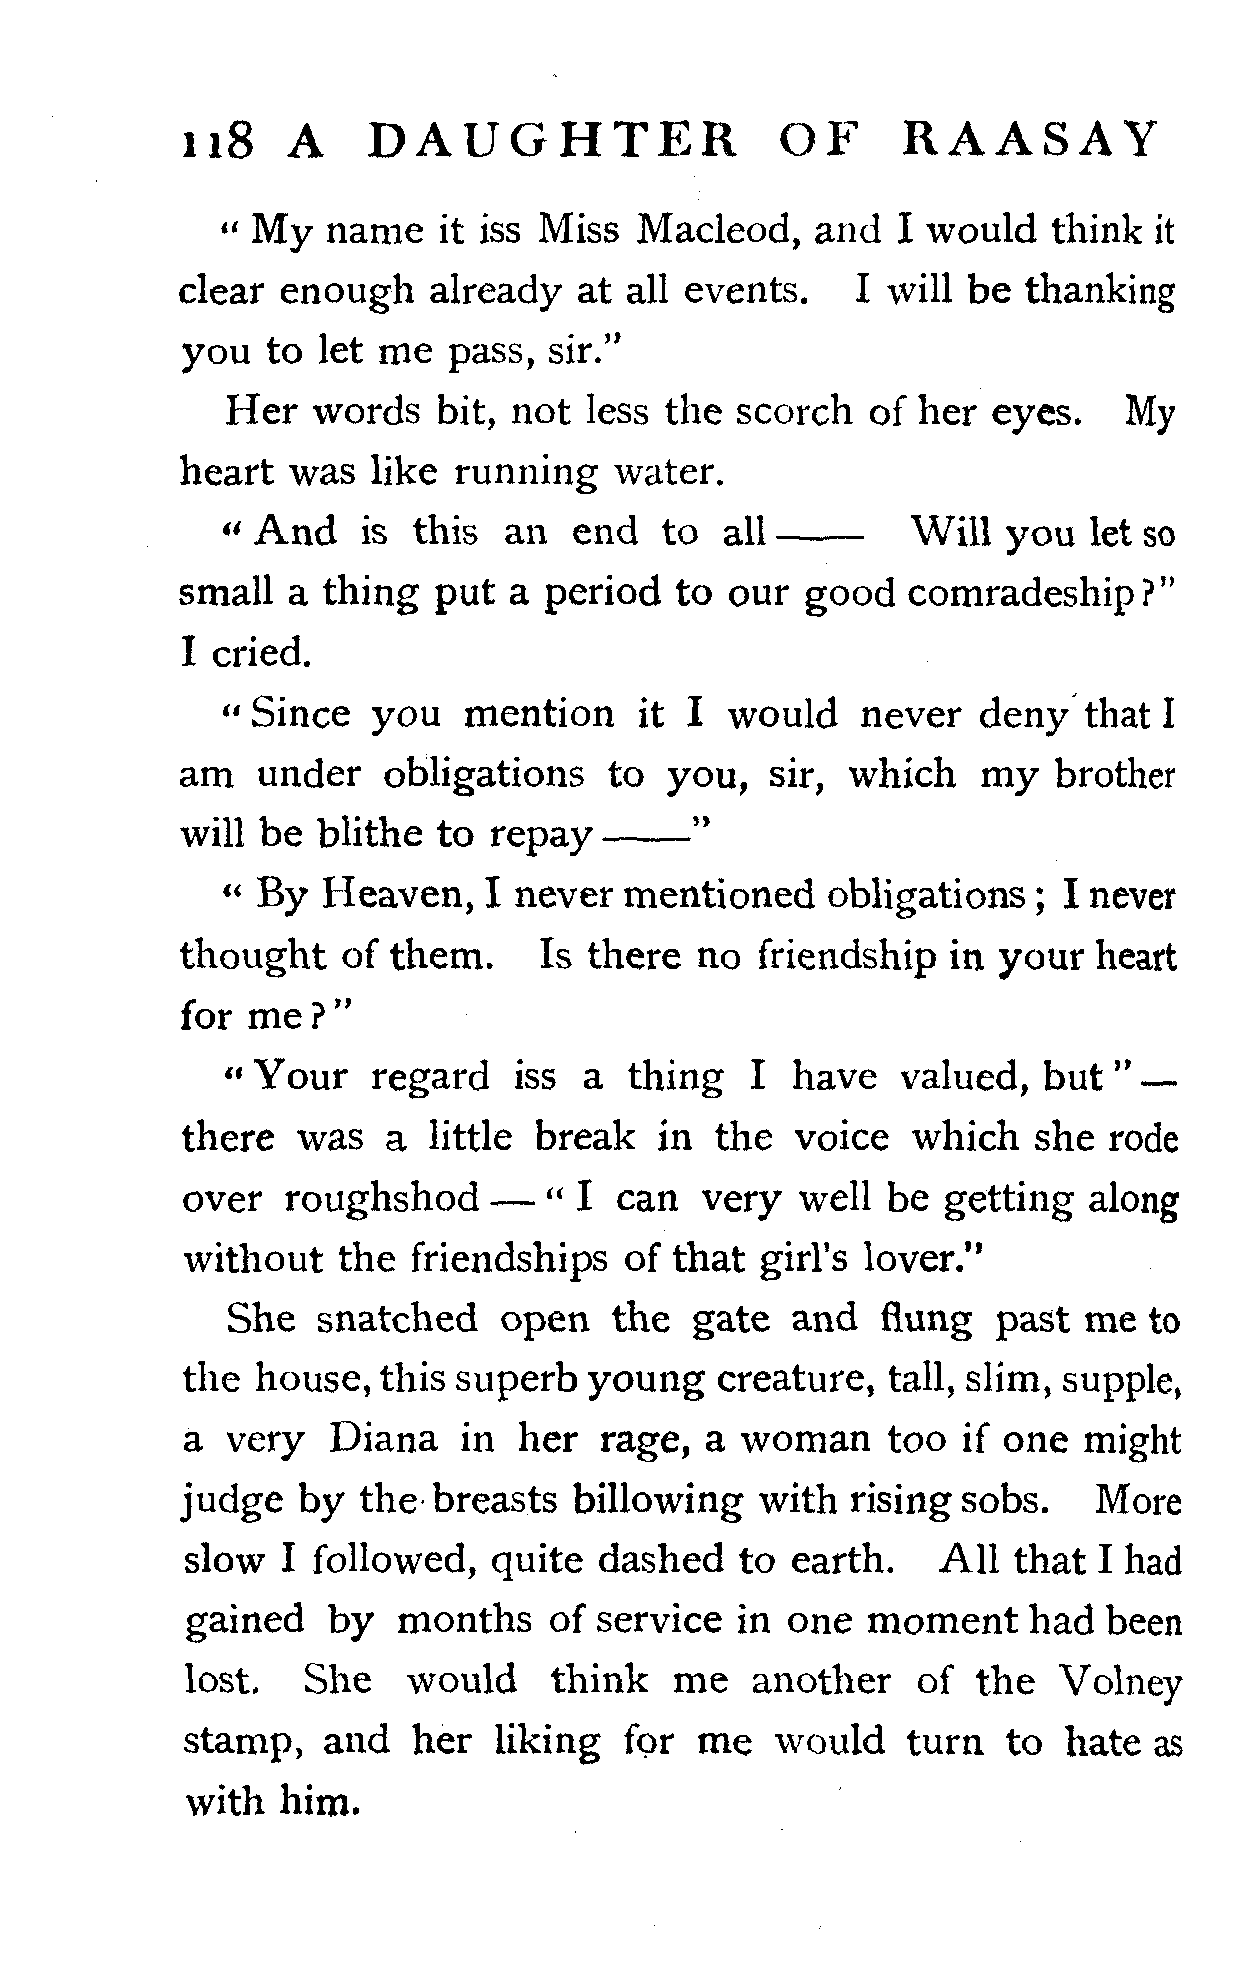 118 A DAUGHTER OF RAASAY
" My name it iss Miss Macleod, and I would think it
clear enough already at all events. I will be thanking
you to let me pass, sir."
Her words bit, not less the scorch of her eyes. My
heart was like running water.
" And is this an end to all —— Will you let so
small a thing put a period to our good comradeship?"
I cried.
" Since you mention it I would never deny that I
am under obligations to you, sir, which my brother
will be blithe to repay ——"
" By Heaven, I never mentioned obligations ; I never
thought of them. Is there no friendship in your heart
for me ? "
" Your regard iss a thing I have valued, but " —
there was a little break in the voice which she rode
over roughshod — " I can very well be getting along
without the friendships of that girl's lover."
She snatched open the gate and flung past me to
the house, this superb young creature, tall, slim, supple,
a very Diana in her rage, a woman too if one might
judge by the breasts billowing with rising sobs. More
slow I followed, quite dashed to earth. All that I had
gained by months of service in one moment had been
lost. She would think me another of the Volney
stamp, and her liking for me would turn to hate as
with him.